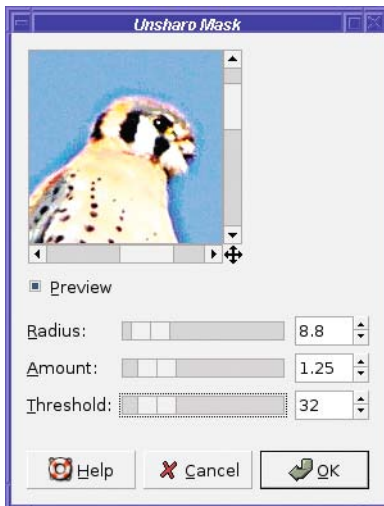 Unsharp Mask
Preview
Radius: 8.8
Amount: 1.25
Threshold: 32
Help Cancel OK